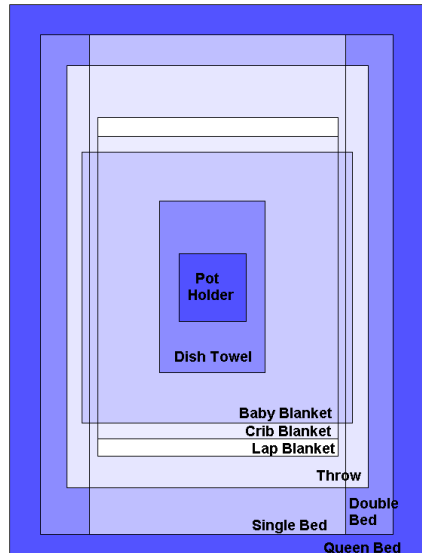 Pot
Holder
Dish Towel
Baby Blanket
Crib Blanket
Lap Blanket
Throw
Double
Bed
Single Bed
Queen Bed